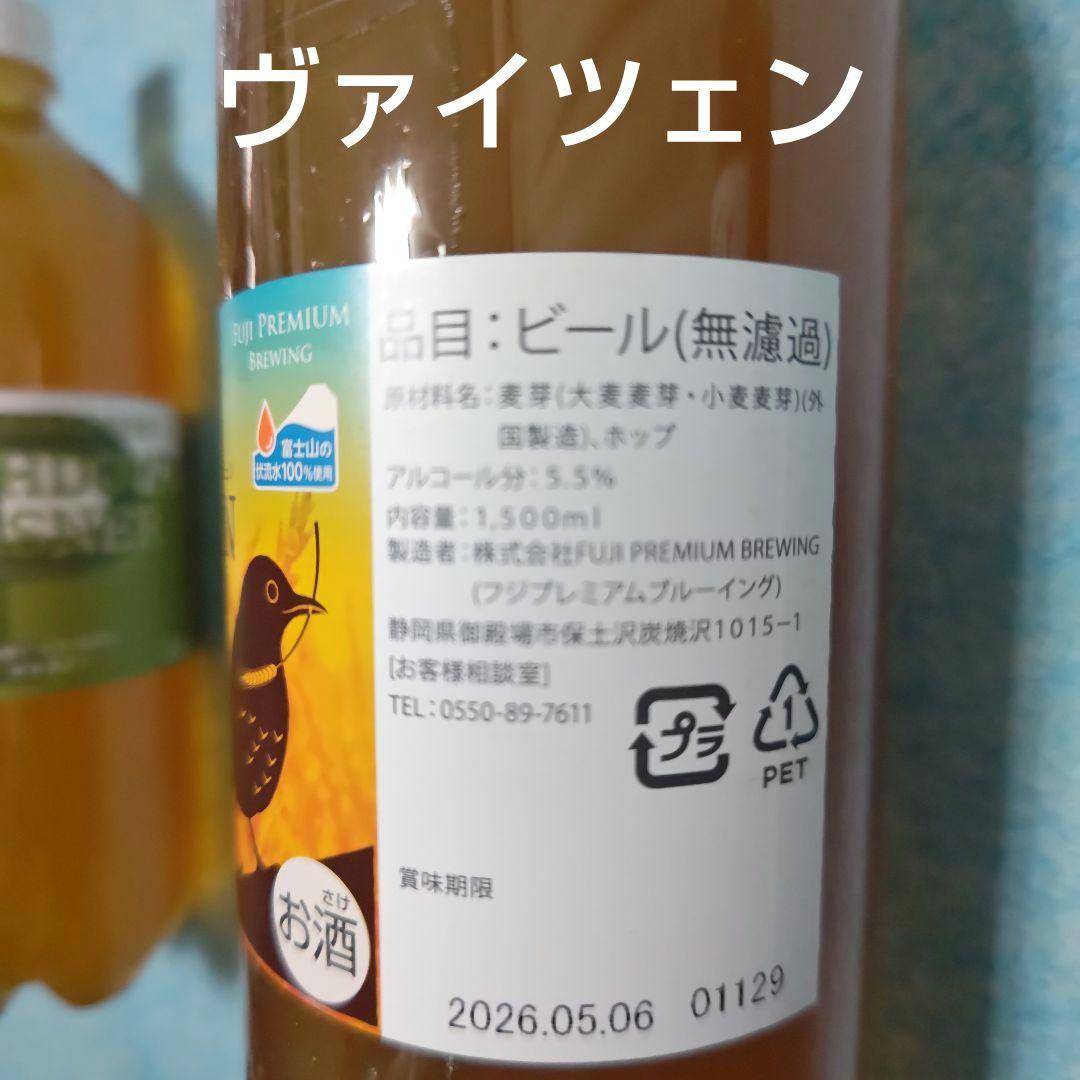 ヴァイツェン
FUJI PREMIUM
BREWING
富士山の
伏流水100%使用
N
さけ
お酒
品目：ビール(無濾過)
原材料名：麦芽(大麦麦芽・小麦麦芽)(外
国製造)、ホップ
アルコール分：5.5%
内容量：1,500ml
製造者：株式会社FUJI PREMIUM BREWING
(フジプレミアムブルーイング)
静岡県御殿場市保土沢炭焼沢1015-1
[お客様相談室]
TEL：0550-89-7611
プラ
1
PET
賞味期限
2026.05.06 01129